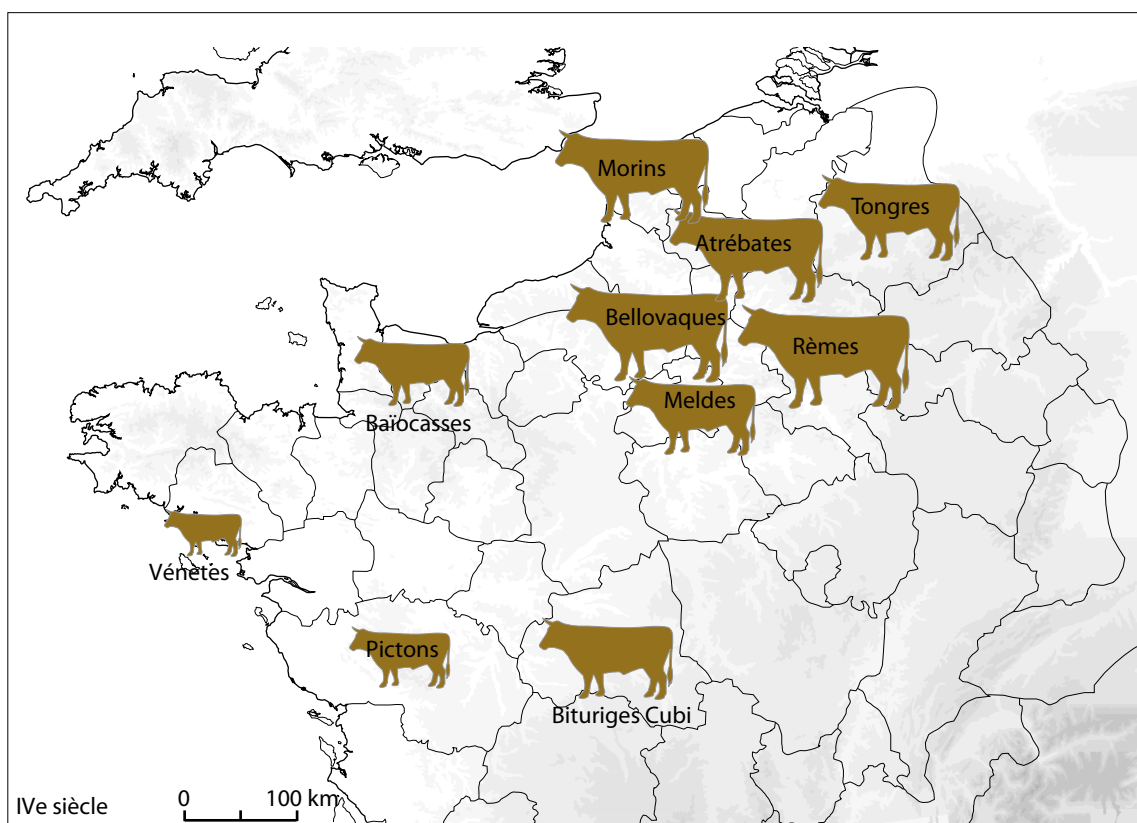 Morins
Tongres
Atrébates
Bellovaques
Rèmes
Meldes
Baïocasses
Vénètes
Pictons
Bituriges Cubi
IVe siècle
0 100 km